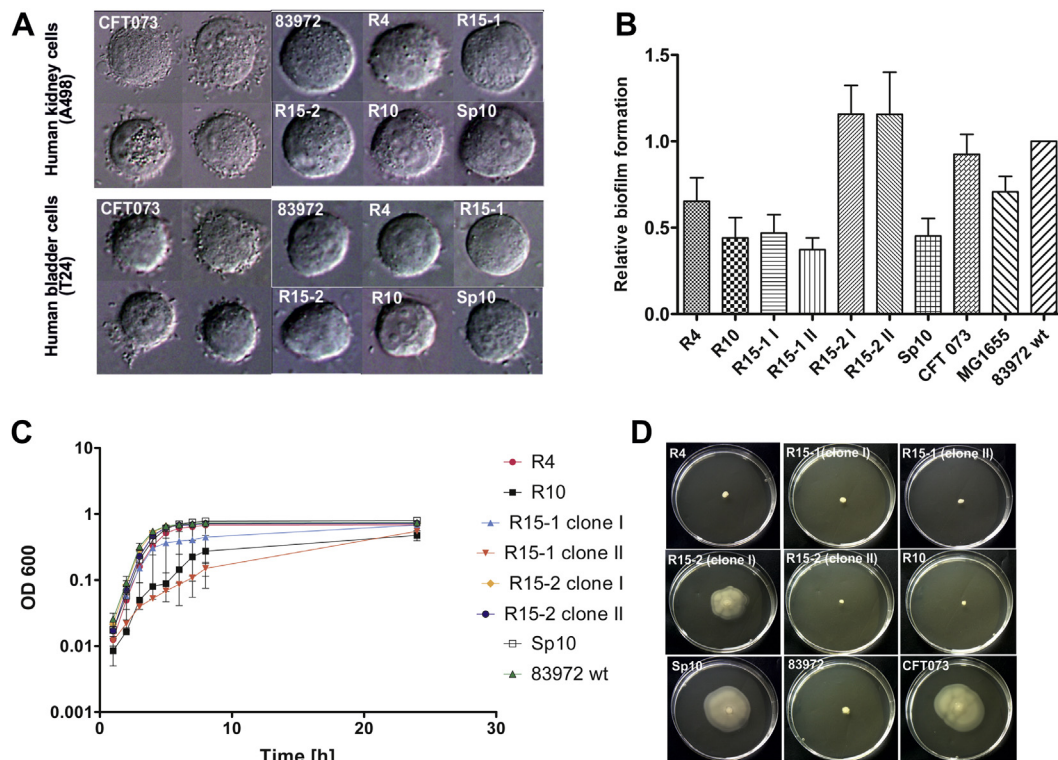 A
Human kidney cells
(A498)
CFT073
83972
R4
R15-1
R15-2
R10
Sp10
Human bladder cells
(T24)
CFT073
83972
R4
R15-1
R15-2
R10
Sp10
B
Relative biofilm formation
1.5
1.0
0.5
0.0
R4
R10
R15-1 I
R15-1 II
R15-2 I
R15-2 II
Sp10
CFT 073
MG1655
83972 wt
C
OD 600
10
1
0.1
0.01
0.001
0
10
20
30
Time [h]
R4
R10
R15-1 clone I
R15-1 clone II
R15-2 clone I
R15-2 clone II
Sp10
83972 wt
D
R4
R15-1(clone I)
R15-1 (clone II)
R15-2 (clone I)
R15-2 (clone II)
R10
Sp10
83972
CFT073